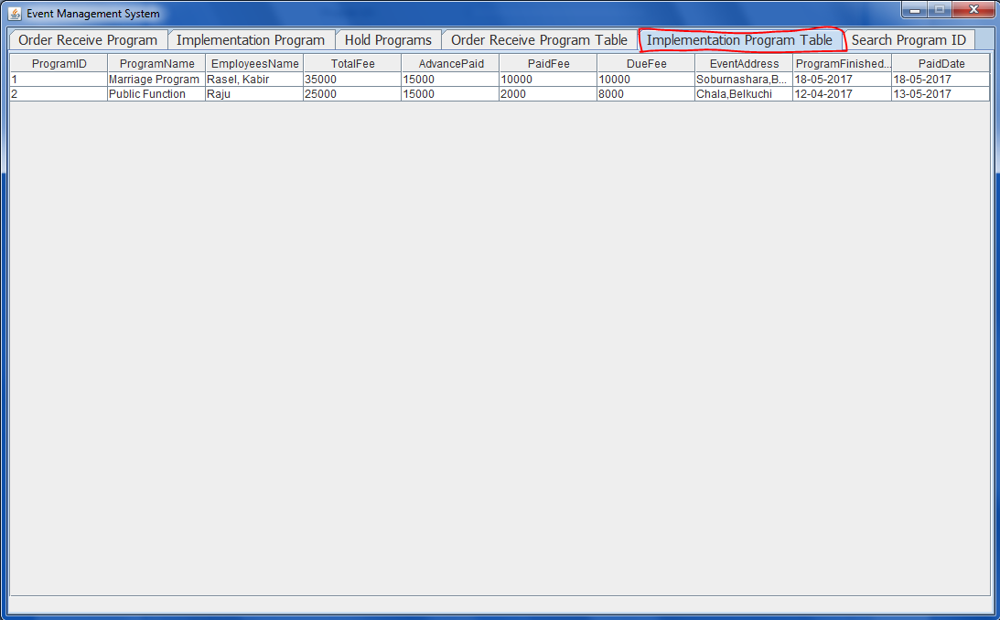 Event Management System
Order Receive Program Implementation Program Hold Programs Order Receive Program Table Implementation Program Table Search Program ID
ProgramID ProgramName EmployeesName TotalFee AdvancePaid PaidFee DueFee EventAddress ProgramFinished... PaidDate
1 Marriage Program Rasel, Kabir 35000 15000 10000 10000 Soburnashara,B... 18-05-2017 18-05-2017
2 Public Function Raju 25000 15000 2000 8000 Chala,Belkuchi 12-04-2017 13-05-2017